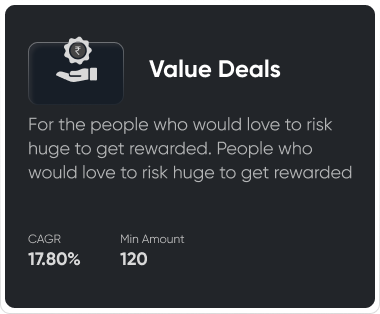 ₹
Value Deals
For the people who would love to risk
huge to get rewarded. People who
would love to risk huge to get rewarded
CAGR Min Amount
17.80% 120